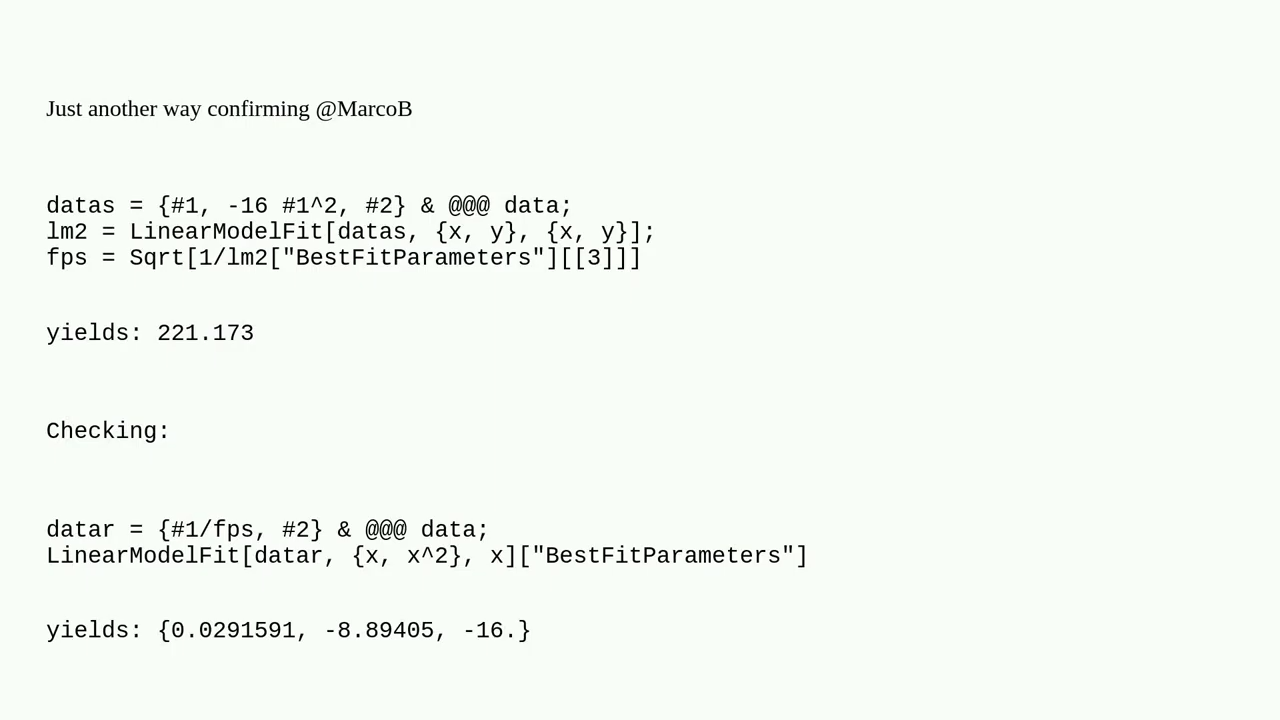 Just another way confirming @MarcoB
datas = {#1, -16 #1^2, #2} & @@@ data;
lm2 = LinearModelFit[datas, {x, y}, {x, y}];
fps = Sqrt[1/lm2["BestFitParameters"][[3]]]
yields: 221.173
Checking:
datar = {#1/fps, #2} & @@@ data;
LinearModelFit[datar, {x, x^2}, x]["BestFitParameters"]
yields: {0.0291591, -8.89405, -16.}